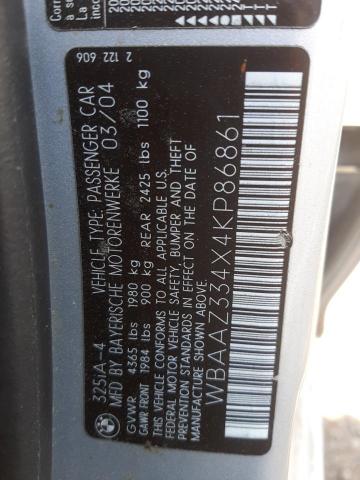 325iA-4 VEHICLE TYPE: PASSENGER CAR
MFD BY BAYERISCHE MOTORENWERKE 03/04
2 122 606
GVWR 4365 lbs 1980 kg
GAWR:FRONT 1984 lbs 900 kg REAR 2425 lbs 1100 kg
THIS VEHICLE CONFORMS TO ALL APPLICABLE U.S.
FEDERAL MOTOR VEHICLE SAFETY, BUMPER AND THEFT
PREVENTION STANDARDS IN EFFECT ON THE DATE OF
MANUFACTURE SHOWN ABOVE.
WBAAZ334X4KP86861